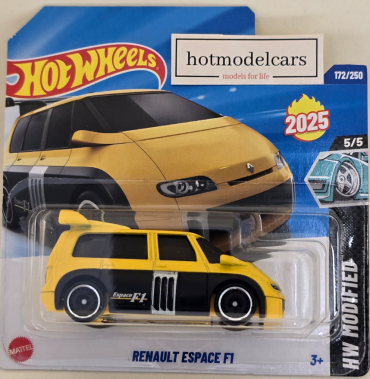 HOT WHEELS
hotmodelcars
models for life
172/250
2025
5/5
HW MODIFIED
Espace F1
MATTEL
RENAULT ESPACE F1
3+